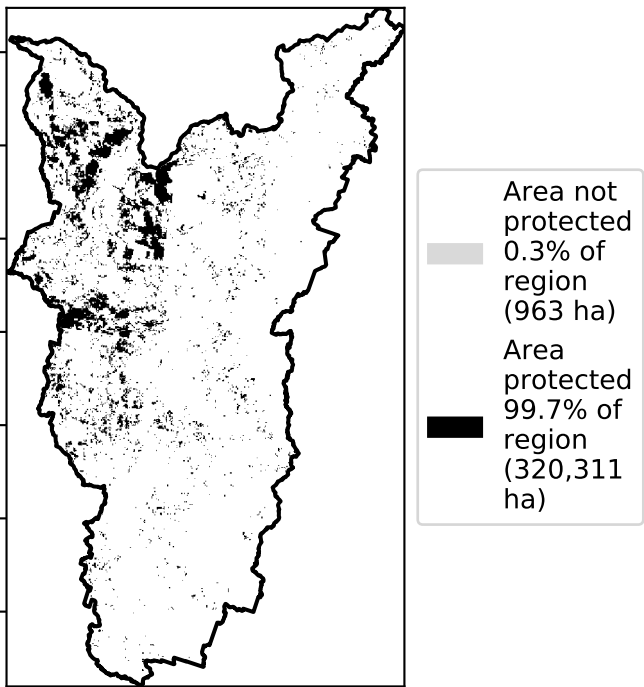 Area not
protected
0.3% of
region
(963 ha)
Area
protected
99.7% of
region
(320,311
ha)